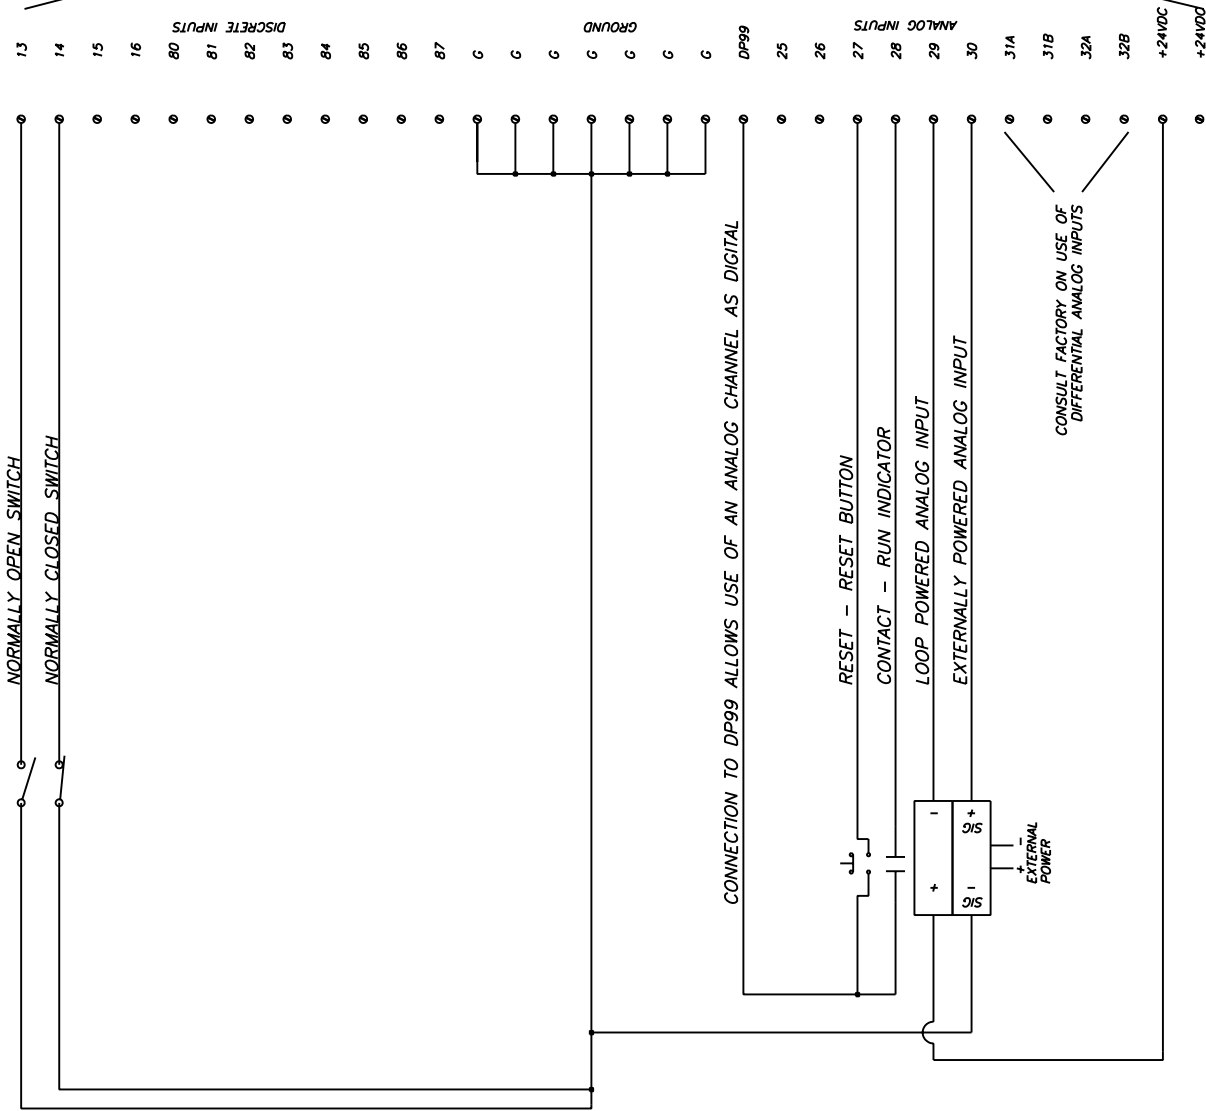 DISCRETE INPUTS
GROUND
ANALOG INPUTS
13
14
15
16
80
81
82
83
84
85
86
87
G
G
G
G
G
G
G
DP99
25
26
27
28
29
30
31A
31B
32A
32B
+24VDC
+24VDC
NORMALLY OPEN SWITCH
NORMALLY CLOSED SWITCH
CONNECTION TO DP99 ALLOWS USE OF AN ANALOG CHANNEL AS DIGITAL
RESET – RESET BUTTON
CONTACT – RUN INDICATOR
LOOP POWERED ANALOG INPUT
EXTERNALLY POWERED ANALOG INPUT
CONSULT FACTORY ON USE OF
DIFFERENTIAL ANALOG INPUTS
–
+
+
SIG
–
SIG
– +
EXTERNAL
POWER